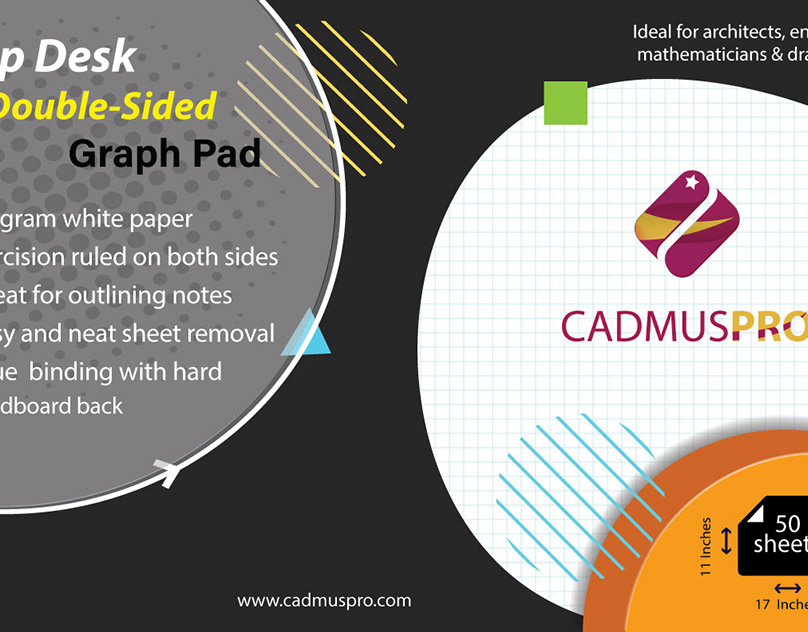 p Desk
Double-Sided
Graph Pad
gram white paper
rcision ruled on both sides
eat for outlining notes
sy and neat sheet removal
ue binding with hard
dboard back
www.cadmuspro.com
Ideal for architects, en
mathematicians & dra
CADMUSPRO
50
sheet
11 Inches
17 Inche